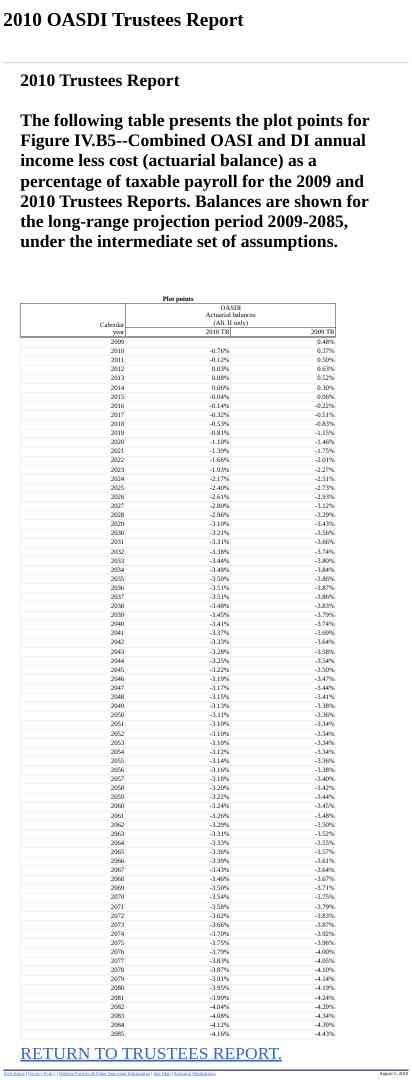 2010 OASDI Trustees Report
2010 Trustees Report
The following table presents the plot points for
Figure IV.B5--Combined OASI and DI annual
income less cost (actuarial balance) as a
percentage of taxable payroll for the 2009 and
2010 Trustees Reports. Balances are shown for
the long-range projection period 2009-2085,
under the intermediate set of assumptions.
Plot points
Calendar year OASDI
Actuarial balances
(Alt. II only)
2010 TR 2009 TR
2009 0.48%
2010 -0.76% 0.37%
2011 -0.12% 0.50%
2012 0.03% 0.63%
2013 0.08% 0.52%
2014 0.06% 0.30%
2015 -0.04% 0.06%
2016 -0.14% -0.22%
2017 -0.32% -0.51%
2018 -0.53% -0.83%
2019 -0.81% -1.15%
2020 -1.10% -1.46%
2021 -1.39% -1.75%
2022 -1.66% -2.01%
2023 -1.93% -2.27%
2024 -2.17% -2.51%
2025 -2.40% -2.73%
2026 -2.61% -2.93%
2027 -2.80% -3.12%
2028 -2.96% -3.29%
2029 -3.10% -3.43%
2030 -3.21% -3.56%
2031 -3.31% -3.66%
2032 -3.38% -3.74%
2033 -3.44% -3.80%
2034 -3.48% -3.84%
2035 -3.50% -3.86%
2036 -3.51% -3.87%
2037 -3.51% -3.86%
2038 -3.48% -3.83%
2039 -3.45% -3.79%
2040 -3.41% -3.74%
2041 -3.37% -3.69%
2042 -3.33% -3.64%
2043 -3.28% -3.58%
2044 -3.25% -3.54%
2045 -3.22% -3.50%
2046 -3.19% -3.47%
2047 -3.17% -3.44%
2048 -3.15% -3.41%
2049 -3.13% -3.38%
2050 -3.11% -3.36%
2051 -3.10% -3.34%
2052 -3.10% -3.34%
2053 -3.10% -3.34%
2054 -3.12% -3.34%
2055 -3.14% -3.36%
2056 -3.16% -3.38%
2057 -3.18% -3.40%
2058 -3.20% -3.42%
2059 -3.22% -3.44%
2060 -3.24% -3.45%
2061 -3.26% -3.48%
2062 -3.29% -3.50%
2063 -3.31% -3.52%
2064 -3.33% -3.55%
2065 -3.36% -3.57%
2066 -3.39% -3.61%
2067 -3.43% -3.64%
2068 -3.46% -3.67%
2069 -3.50% -3.71%
2070 -3.54% -3.75%
2071 -3.58% -3.79%
2072 -3.62% -3.83%
2073 -3.66% -3.87%
2074 -3.70% -3.92%
2075 -3.75% -3.96%
2076 -3.79% -4.00%
2077 -3.83% -4.05%
2078 -3.87% -4.10%
2079 -3.91% -4.14%
2080 -3.95% -4.19%
2081 -3.99% -4.24%
2082 -4.04% -4.29%
2083 -4.08% -4.34%
2084 -4.12% -4.39%
2085 -4.16% -4.43%
RETURN TO TRUSTEES REPORT.
Privacy Policy | Site Map | August 5, 2010